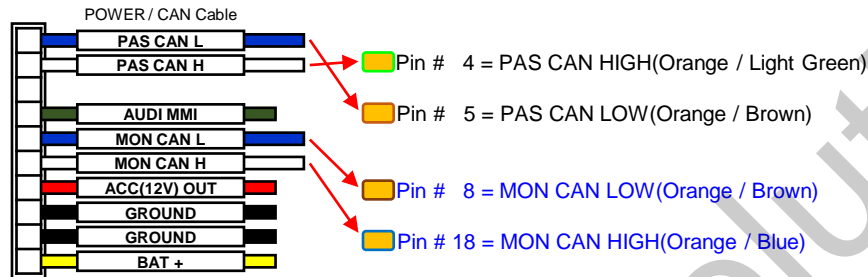 POWER / CAN Cable
PAS CAN L
PAS CAN H
AUDI MMI
MON CAN L
MON CAN H
ACC(12V) OUT
GROUND
GROUND
BAT +
Pin # 4 = PAS CAN HIGH(Orange / Light Green)
Pin # 5 = PAS CAN LOW(Orange / Brown)
Pin # 8 = MON CAN LOW(Orange / Brown)
Pin # 18 = MON CAN HIGH(Orange / Blue)